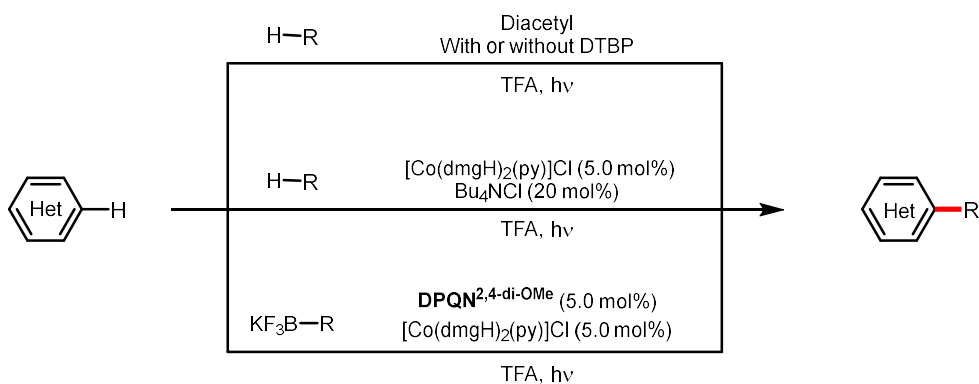 H–R
Diacetyl
With or without DTBP
TFA, hν
Het
H
H–R
[Co(dmgH)₂(py)]Cl (5.0 mol%)
Bu₄NCl (20 mol%)
TFA, hν
Het
R
KF₃B–R
DPQN²,⁴⁻ᵈⁱ⁻ᴼᴹᵉ (5.0 mol%)
[Co(dmgH)₂(py)]Cl (5.0 mol%)
TFA, hν